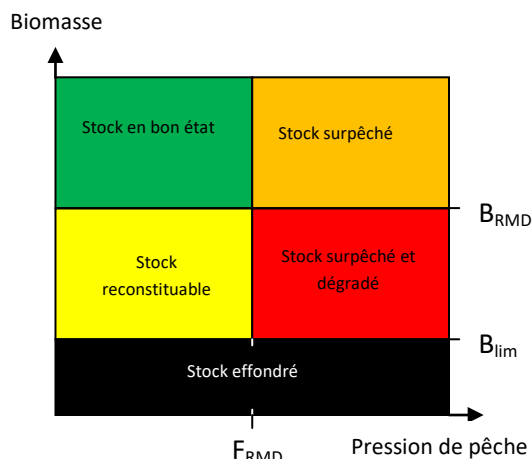 Biomasse
Stock en bon état
Stock surpêché
B_RMD
Stock
reconstituable
Stock surpêché et
dégradé
B_lim
Stock effondré
F_RMD
Pression de pêche